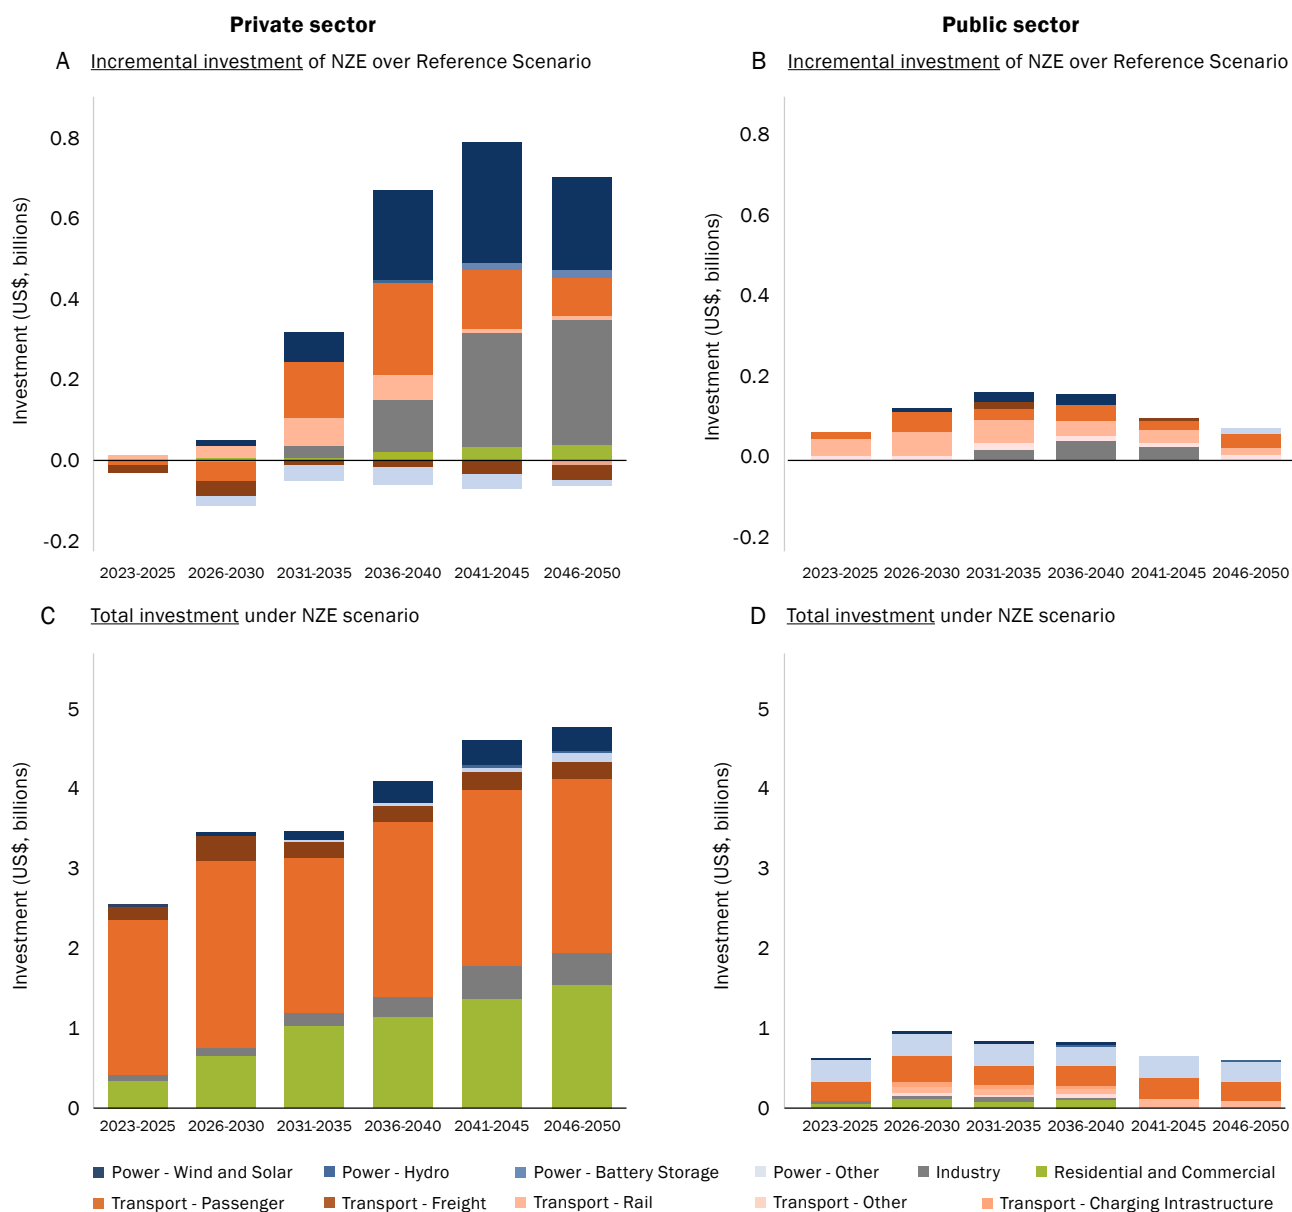 Private sector
Public sector
A Incremental investment of NZE over Reference Scenario
B Incremental investment of NZE over Reference Scenario
Investment (US$, billions)
0.8
0.6
0.4
0.2
0.0
-0.2
2023-2025 2026-2030 2031-2035 2036-2040 2041-2045 2046-2050
Investment (US$, billions)
0.8
0.6
0.4
0.2
0.0
-0.2
2023-2025 2026-2030 2031-2035 2036-2040 2041-2045 2046-2050
C Total investment under NZE scenario
D Total investment under NZE scenario
Investment (US$, billions)
5
4
3
2
1
0
2023-2025 2026-2030 2031-2035 2036-2040 2041-2045 2046-2050
Investment (US$, billions)
5
4
3
2
1
0
2023-2025 2026-2030 2031-2035 2036-2040 2041-2045 2046-2050
Power - Wind and Solar Power - Hydro Power - Battery Storage Power - Other Industry Residential and Commercial
Transport - Passenger Transport - Freight Transport - Rail Transport - Other Transport - Charging Intrastructure